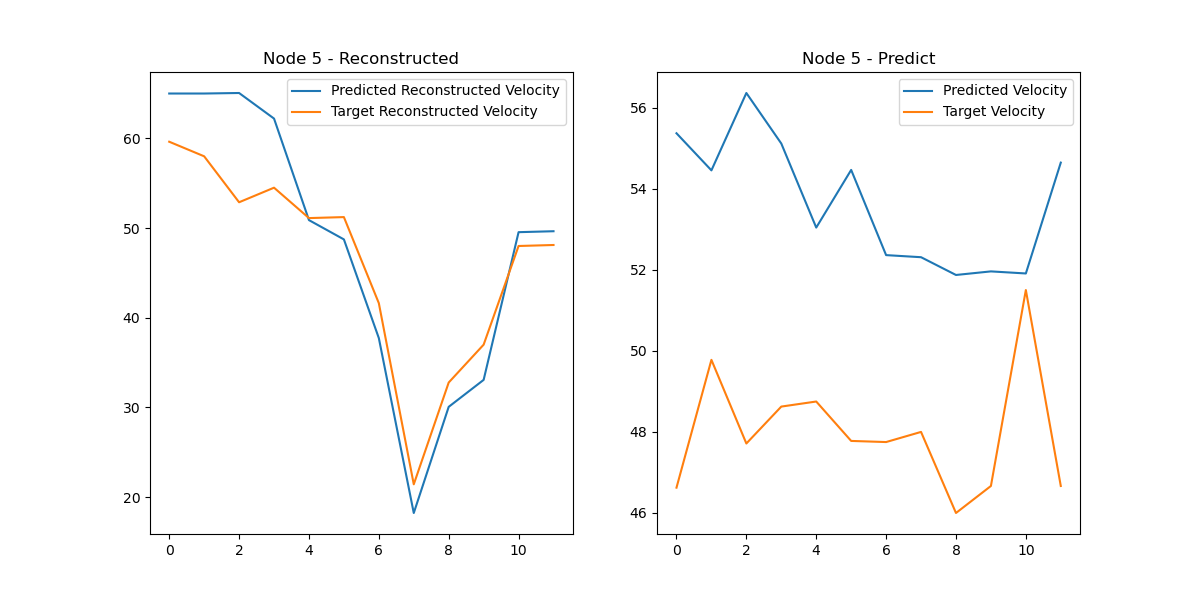 Node 5 - Reconstructed
Predicted Reconstructed Velocity
Target Reconstructed Velocity
60
50
40
30
20
0 2 4 6 8 10
Node 5 - Predict
Predicted Velocity
Target Velocity
56
54
52
50
48
46
0 2 4 6 8 10